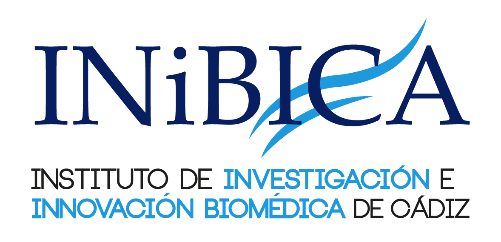 INiBICA
INSTITUTO DE INVESTIGACIÓN E
INNOVACIÓN BIOMÉDICA DE CÁDIZ